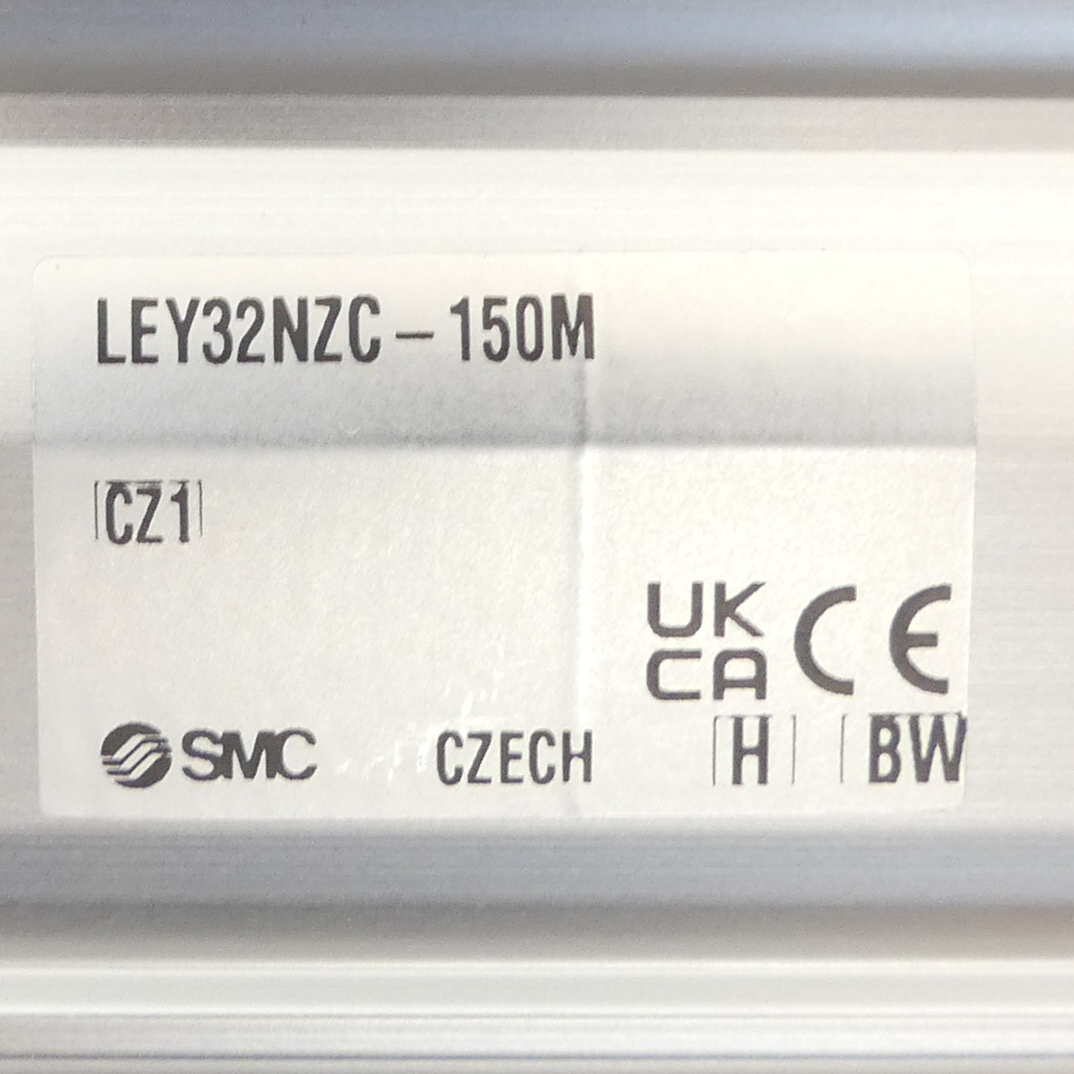 LEY32NZC-150M
CZ1
UK
CA CE
SMC CZECH H BW